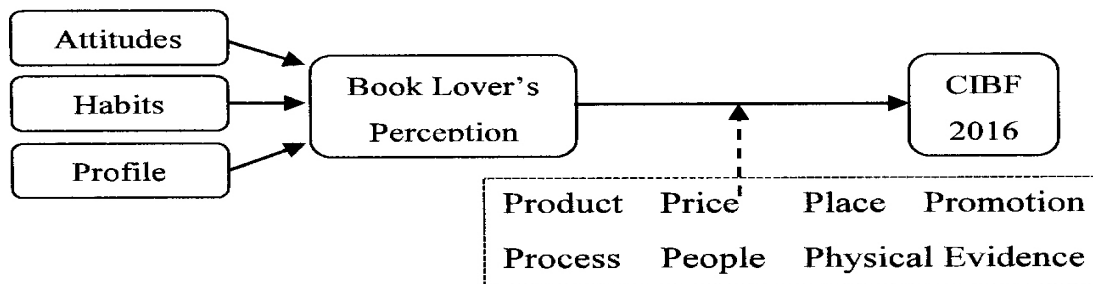 Attitudes
Habits
Profile
Book Lover's
Perception
CIBF
2016
Product Price Place Promotion
Process People Physical Evidence